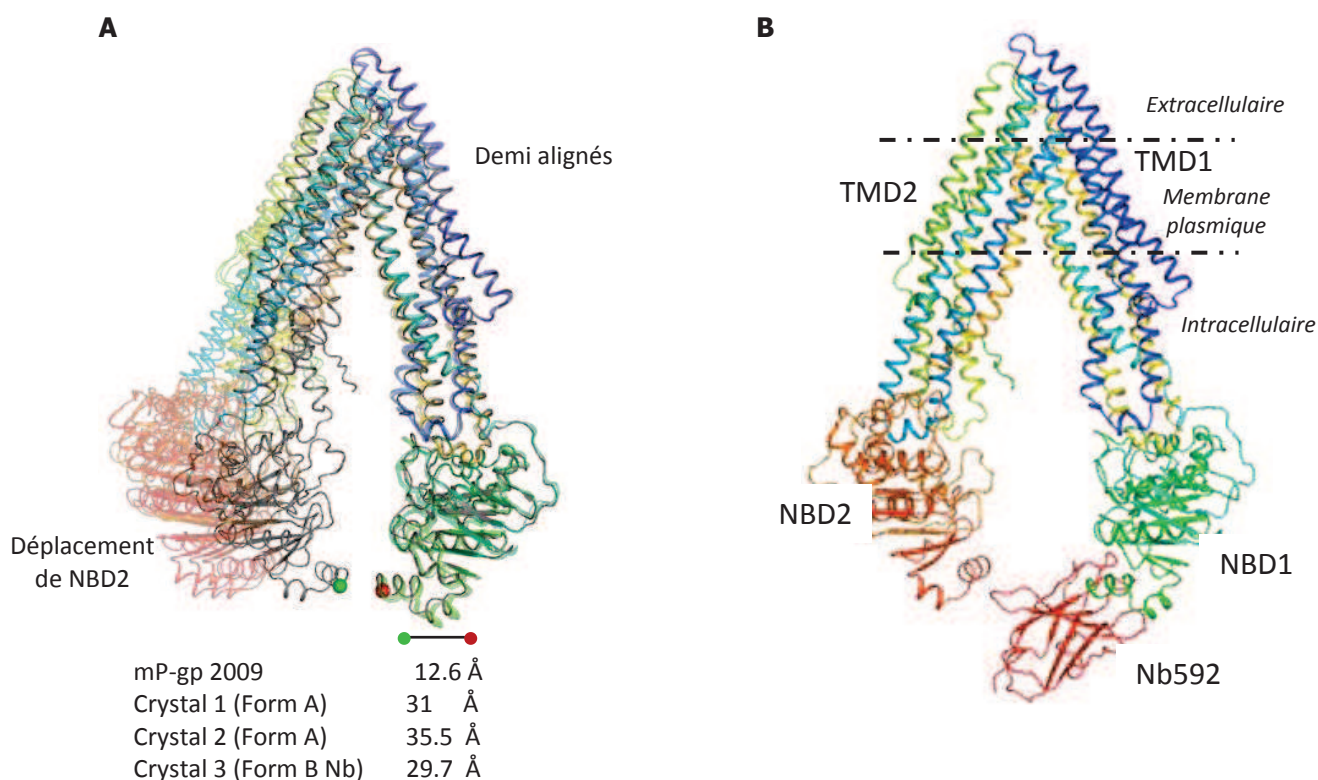 A
Demi alignés
Déplacement
de NBD2
mP-gp 2009 12.6 Å
Crystal 1 (Form A) 31 Å
Crystal 2 (Form A) 35.5 Å
Crystal 3 (Form B Nb) 29.7 Å
B
Extracellulaire
TMD1
TMD2
Membrane
plasmique
Intracellulaire
NBD2
NBD1
Nb592